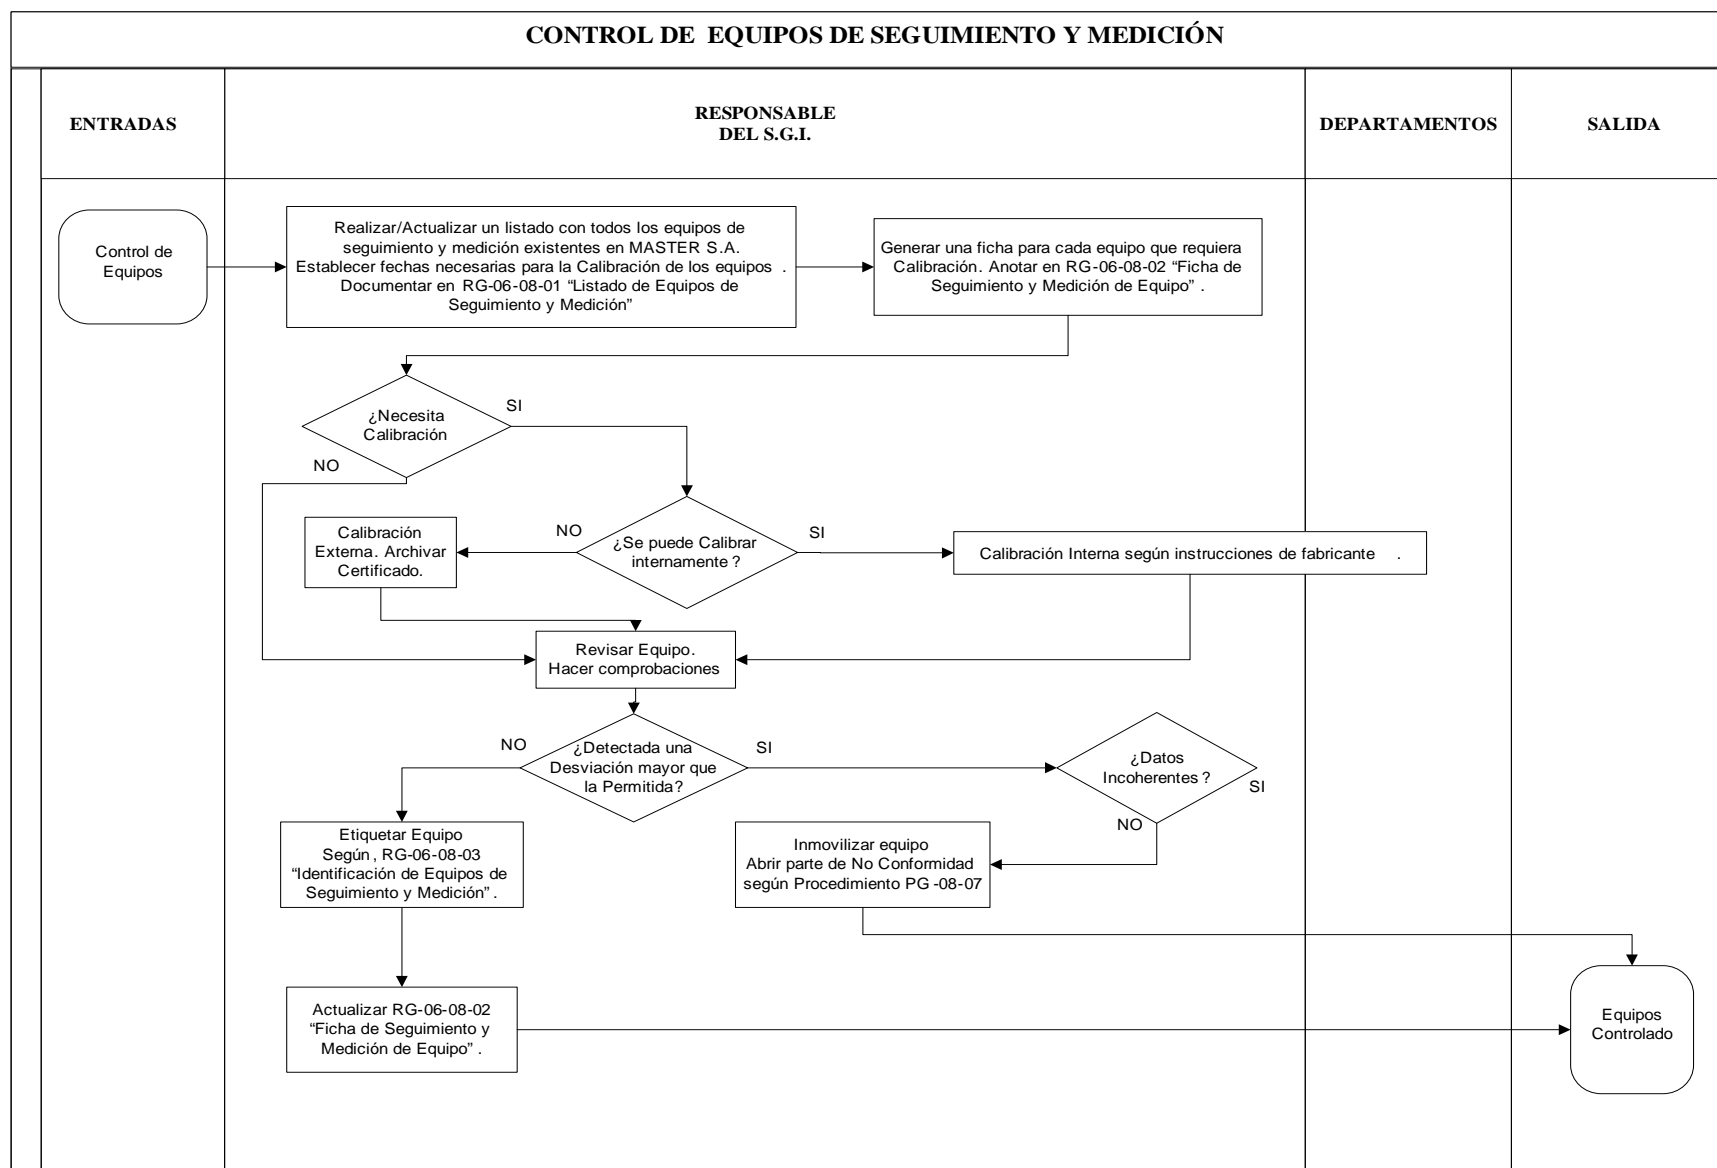 CONTROL DE EQUIPOS DE SEGUIMIENTO Y MEDICIÓN
ENTRADAS
RESPONSABLE
DEL S.G.I.
DEPARTAMENTOS
SALIDA
Control de
Equipos
Realizar/Actualizar un listado con todos los equipos de
seguimiento y medición existentes en MASTER S.A.
Establecer fechas necesarias para la Calibración de los equipos .
Documentar en RG-06-08-01 “Listado de Equipos de
Seguimiento y Medición”
Generar una ficha para cada equipo que requiera
Calibración. Anotar en RG-06-08-02 “Ficha de
Seguimiento y Medición de Equipo” .
¿Necesita
Calibración
SI
NO
¿Se puede Calibrar
internamente ?
NO
SI
Calibración
Externa. Archivar
Certificado.
Calibración Interna según instrucciones de fabricante .
Revisar Equipo.
Hacer comprobaciones
¿Detectada una
Desviación mayor que
la Permitida?
NO
SI
¿Datos
Incoherentes ?
SI
NO
Etiquetar Equipo
Según , RG-06-08-03
“Identificación de Equipos de
Seguimiento y Medición” .
Inmovilizar equipo
Abrir parte de No Conformidad
según Procedimiento PG -08-07
Actualizar RG-06-08-02
“Ficha de Seguimiento y
Medición de Equipo” .
Equipos
Controlado